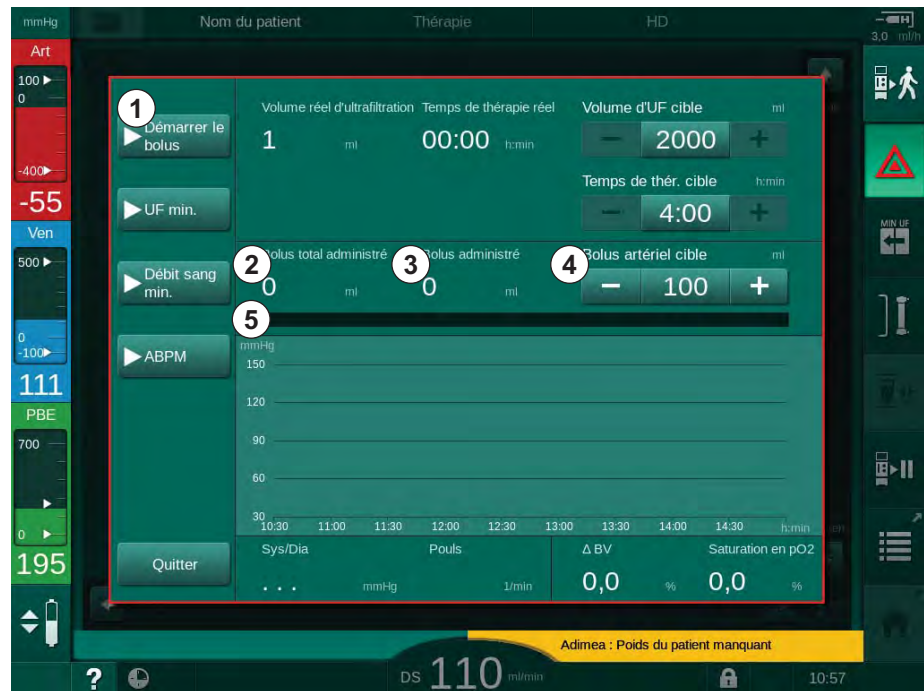 mmHg
Nom du patient
Thérapie
HD
3,0 ml/h
Art
100
0
-400
-55
Ven
500
0
-100
111
PBE
700
0
195
1
Démarrer le
bolus
UF min.
Débit sang
min.
ABPM
Quitter
Volume réel d'ultrafiltration
1 ml
Temps de thérapie réel
00:00 h:min
Volume d'UF cible ml
− 2000 +
Temps de thér. cible h:min
− 4:00 +
2
Bolus total administré
0 ml
3
Bolus administré
0 ml
4
Bolus artériel cible ml
− 100 +
5
mmHg
150
120
90
60
30
10:30 11:00 11:30 12:00 12:30 13:00 13:30 14:00 14:30 h:min
Sys/Dia
. . . mmHg
Pouls
1/min
Δ BV
0,0 %
Saturation en pO2
0,0 %
MIN UF
Adimea : Poids du patient manquant
?
DS 110 ml/min
10:57